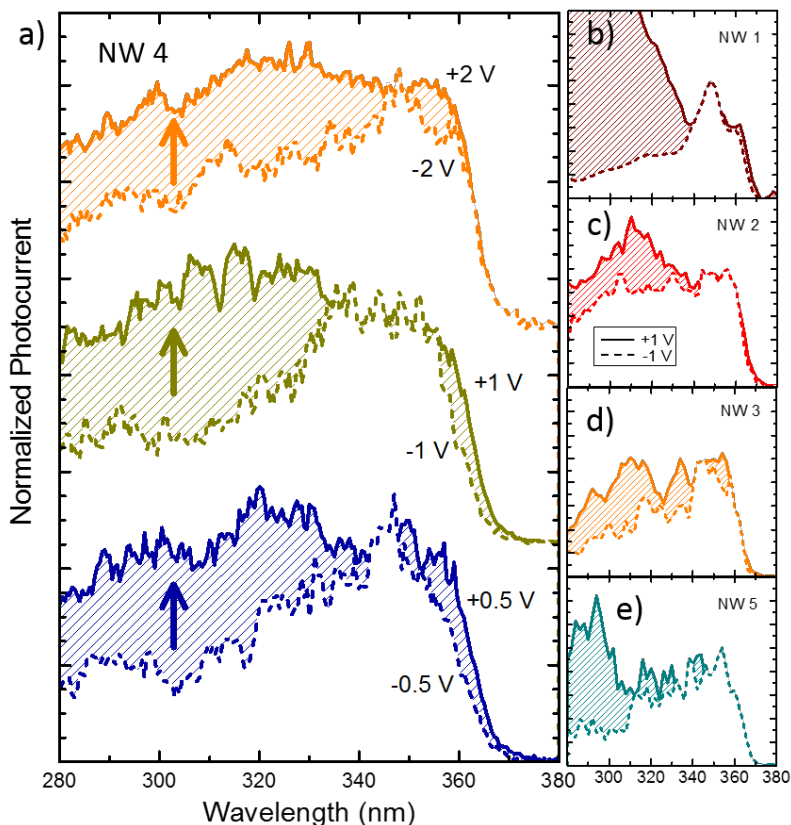 a)
NW 4
+2 V
-2 V
+1 V
-1 V
+0.5 V
-0.5 V
Normalized Photocurrent
280 300 320 340 360 380
Wavelength (nm)
b)
NW 1
c)
NW 2
+1 V
-1 V
d)
NW 3
e)
NW 5
280 300 320 340 360 380